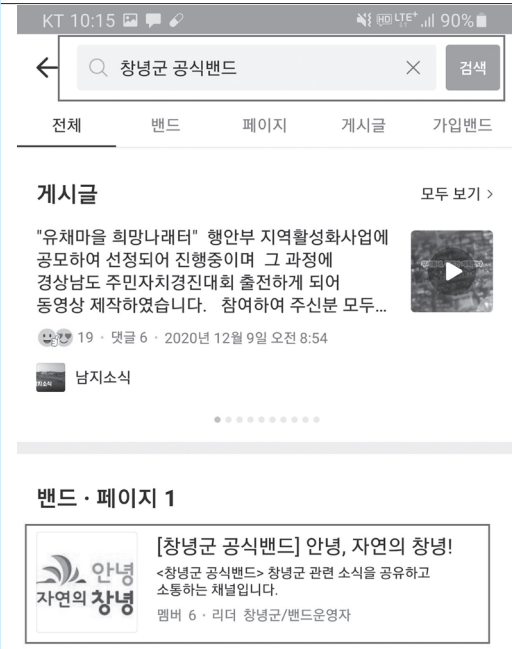 KT 10:15 HD LTE+ 90%
창녕군 공식밴드 검색
전체 밴드 페이지 게시글 가입밴드
게시글 모두 보기 >
"유채마을 희망나래터" 행안부 지역활성화사업에
공모하여 선정되어 진행중이며 그 과정에
경상남도 주민자치경진대회 출전하게 되어
동영상 제작하였습니다. 참여하여 주신분 모두...
19 · 댓글 6 · 2020년 12월 9일 오전 8:54
남지소식
밴드 · 페이지 1
[창녕군 공식밴드] 안녕, 자연의 창녕!
안녕
자연의 창녕
<창녕군 공식밴드> 창녕군 관련 소식을 공유하고
소통하는 채널입니다.
멤버 6 · 리더 창녕군/밴드운영자